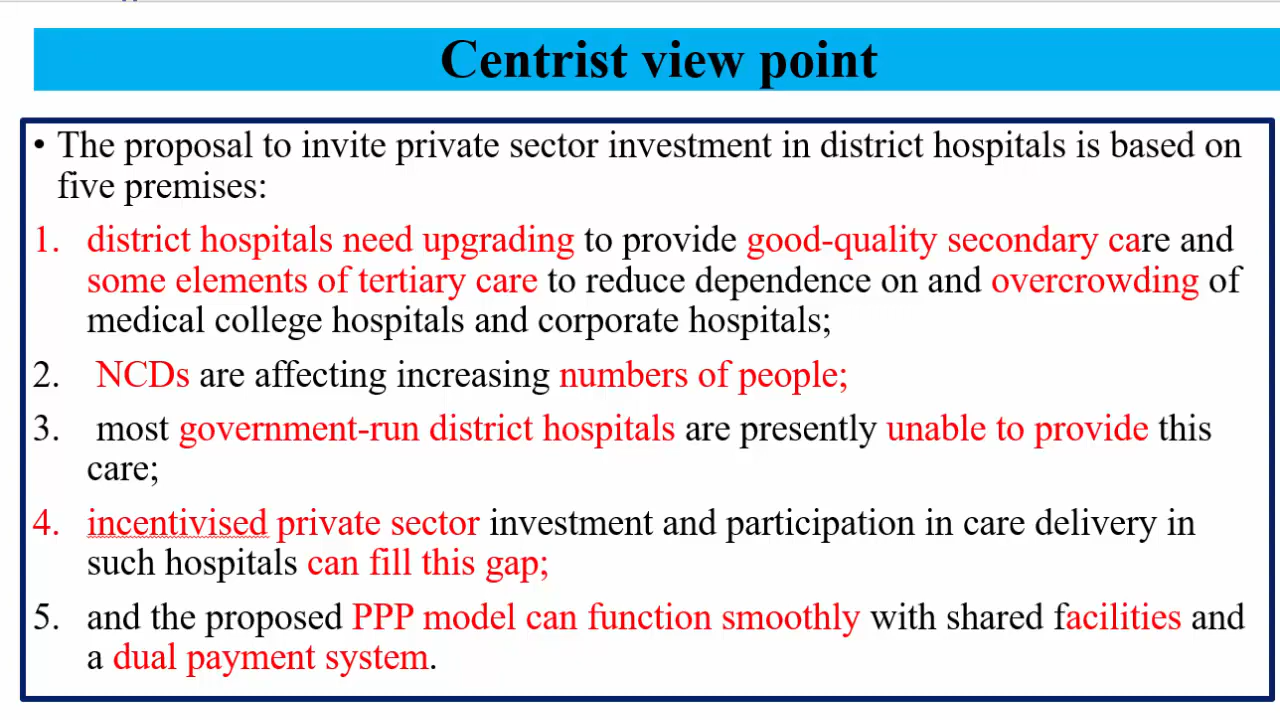 Centrist view point
• The proposal to invite private sector investment in district hospitals is based on
five premises:
1. district hospitals need upgrading to provide good-quality secondary care and
some elements of tertiary care to reduce dependence on and overcrowding of
medical college hospitals and corporate hospitals;
2. NCDs are affecting increasing numbers of people;
3. most government-run district hospitals are presently unable to provide this
care;
4. incentivised private sector investment and participation in care delivery in
such hospitals can fill this gap;
5. and the proposed PPP model can function smoothly with shared facilities and
a dual payment system.